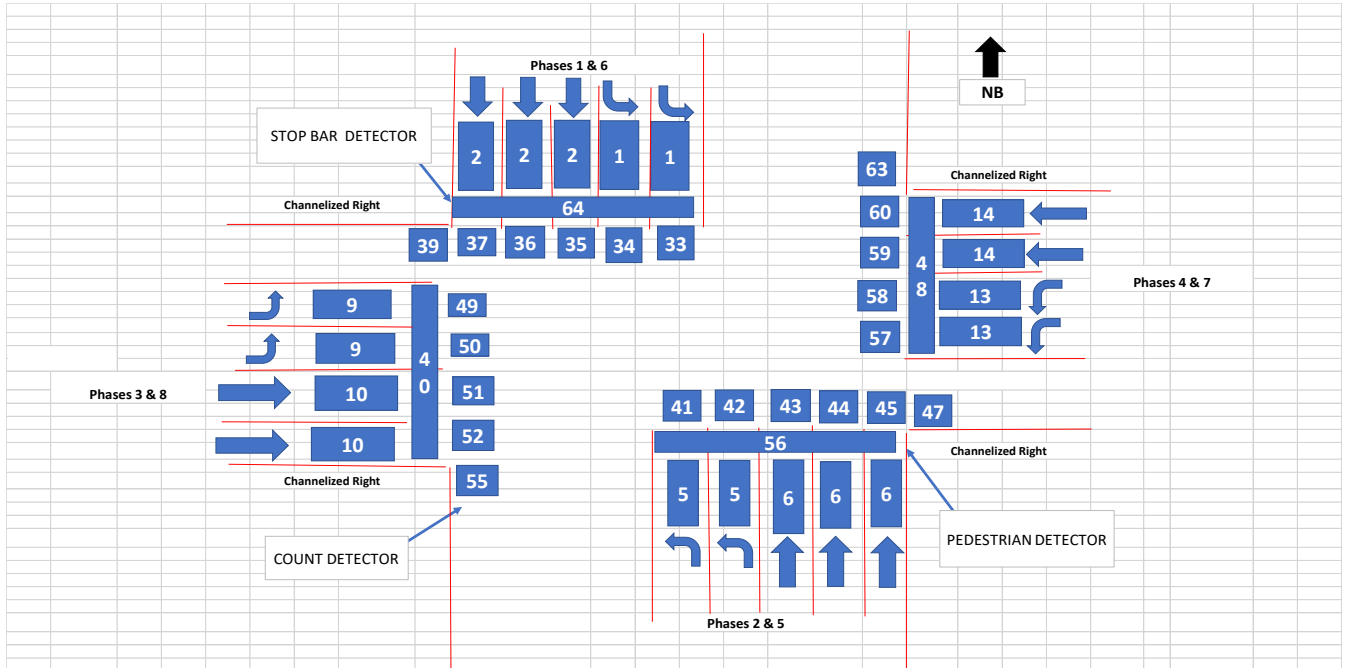 Phases 1 & 6
NB
STOP BAR DETECTOR
2 2 2 1 1
63
Channelized Right
Channelized Right
64
60
14
39 37 36 35 34 33
59
4
8
14
Phases 4 & 7
9
49
58
13
9
4
0
50
57
13
Phases 3 & 8
10
51
41 42 43 44 45 47
10
52
56
Channelized Right
Channelized Right
55
5 5 6 6 6
COUNT DETECTOR
PEDESTRIAN DETECTOR
Phases 2 & 5